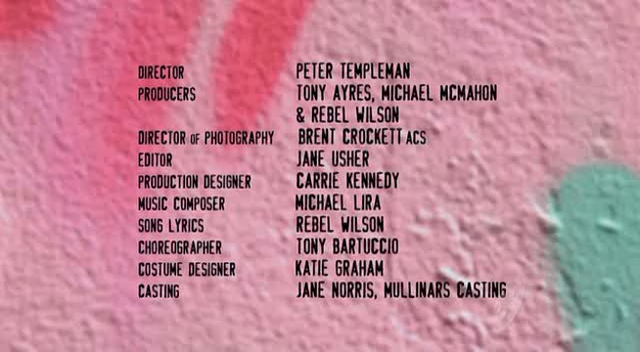 DIRECTOR PETER TEMPLEMAN
PRODUCERS TONY AYRES, MICHAEL MCMAHON
& REBEL WILSON
DIRECTOR OF PHOTOGRAPHY BRENT CROCKETT ACS
EDITOR JANE USHER
PRODUCTION DESIGNER CARRIE KENNEDY
MUSIC COMPOSER MICHAEL LIRA
SONG LYRICS REBEL WILSON
CHOREOGRAPHER TONY BARTUCCIO
COSTUME DESIGNER KATIE GRAHAM
CASTING JANE NORRIS, MULLINARS CASTING